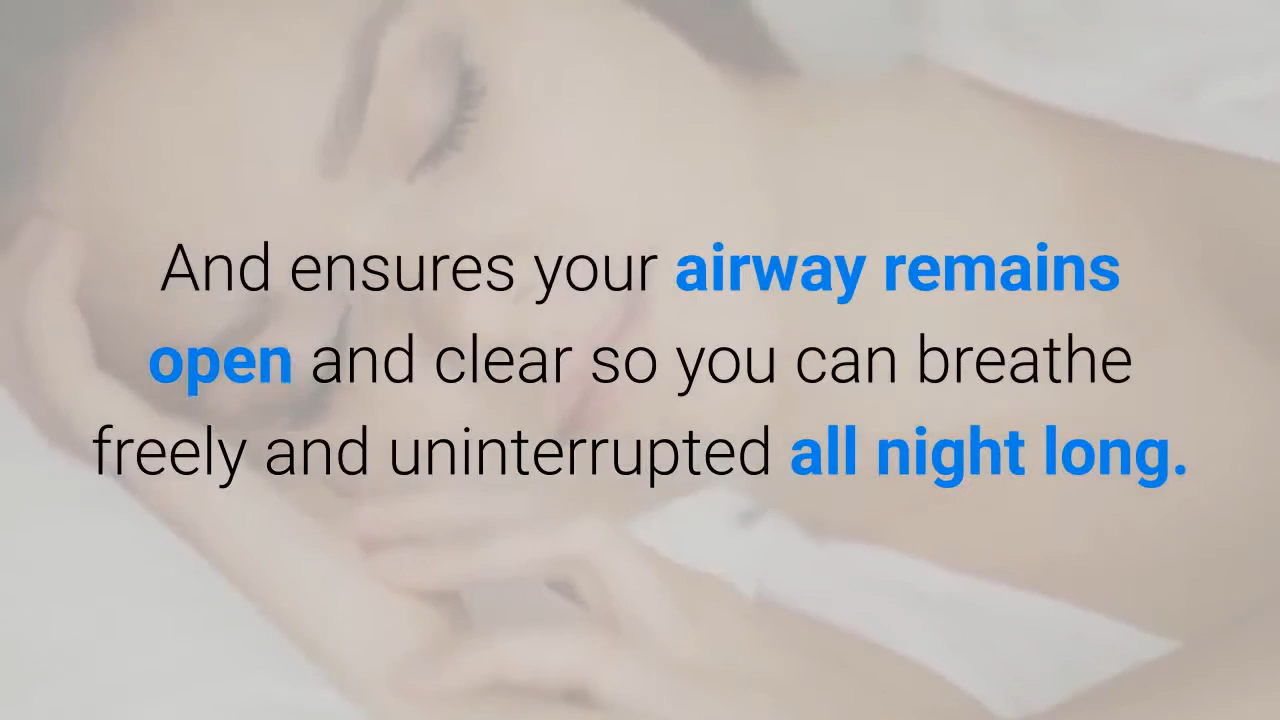 And ensures your airway remains
open and clear so you can breathe
freely and uninterrupted all night long.